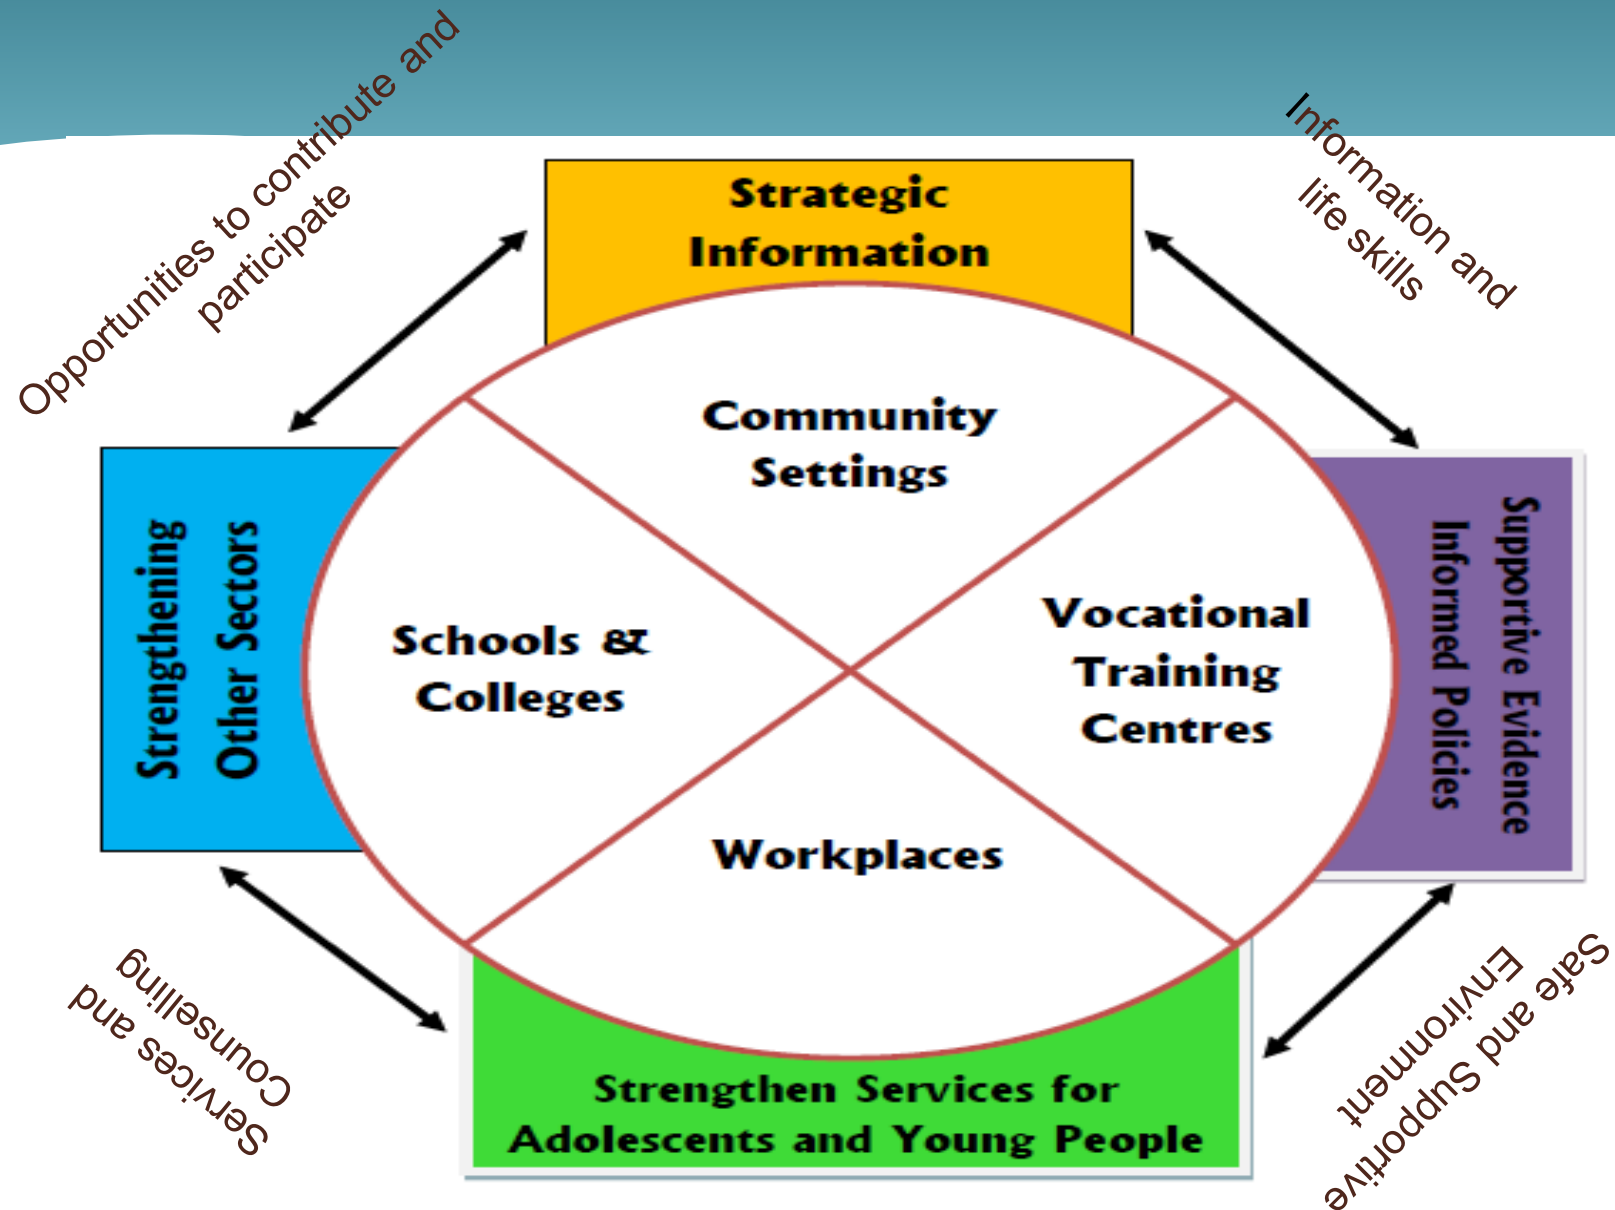 Opportunities to contribute and
participate
Information and
life skills
Strategic
Information
Community
Settings
Strengthening
Other Sectors
Schools &
Colleges
Vocational
Training
Centres
Supportive Evidence
Informed Policies
Workplaces
Services and
Counselling
Safe and Supportive
Environment
Strengthen Services for
Adolescents and Young People